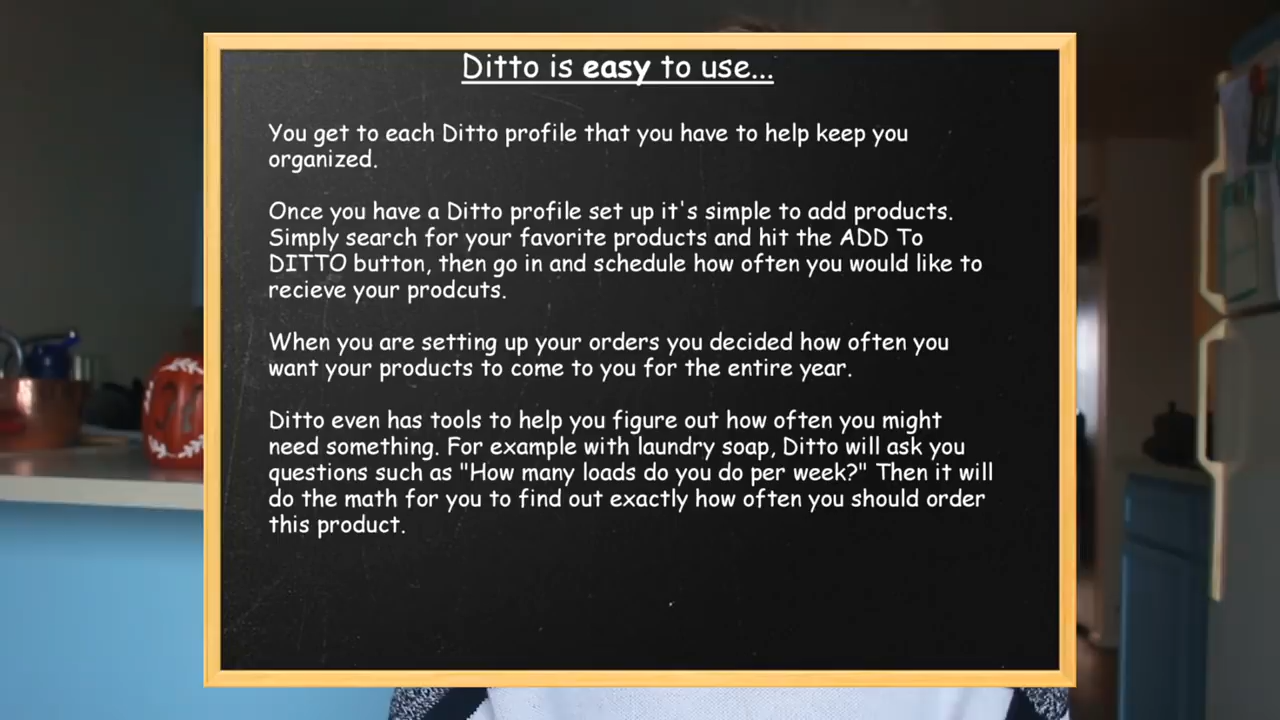 Ditto is easy to use...
You get to each Ditto profile that you have to help keep you
organized.
Once you have a Ditto profile set up it's simple to add products.
Simply search for your favorite products and hit the ADD To
DITTO button, then go in and schedule how often you would like to
recieve your prodcuts.
When you are setting up your orders you decided how often you
want your products to come to you for the entire year.
Ditto even has tools to help you figure out how often you might
need something. For example with laundry soap, Ditto will ask you
questions such as "How many loads do you do per week?" Then it will
do the math for you to find out exactly how often you should order
this product.